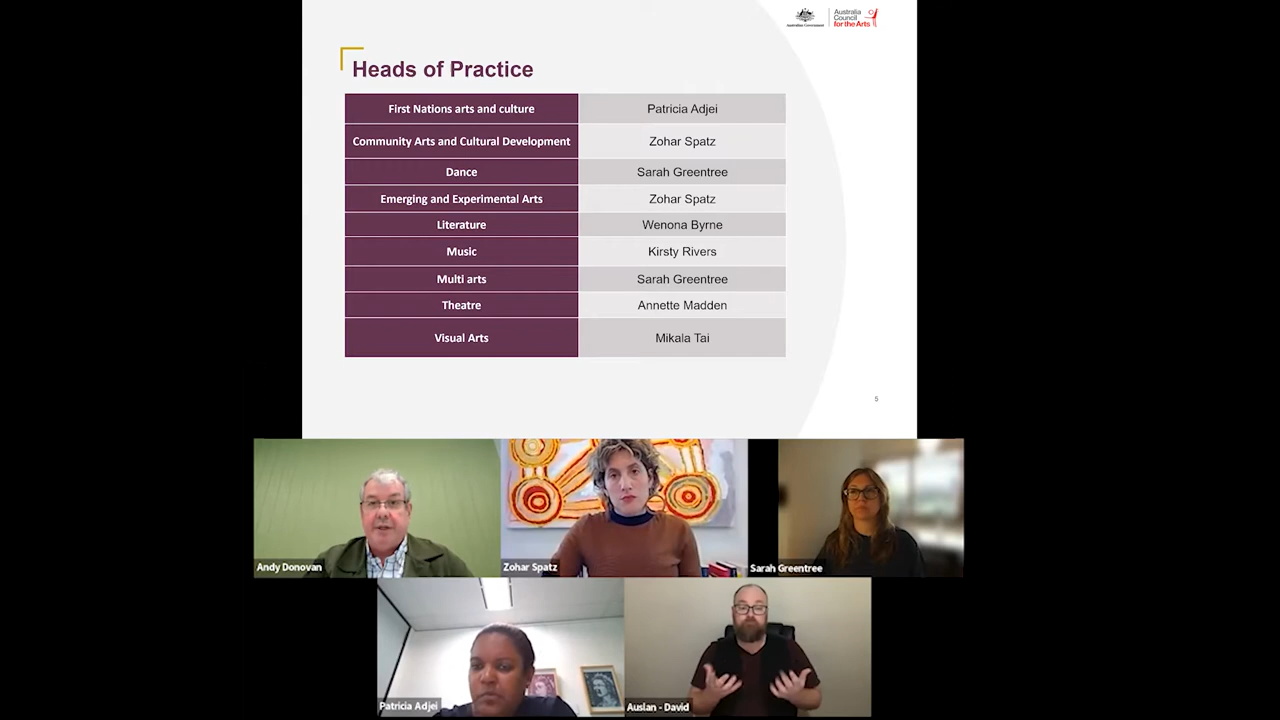 Australian Government
Australia
Council
for the Arts
Heads of Practice
First Nations arts and culture Patricia Adjei
Community Arts and Cultural Development Zohar Spatz
Dance Sarah Greentree
Emerging and Experimental Arts Zohar Spatz
Literature Wenona Byrne
Music Kirsty Rivers
Multi arts Sarah Greentree
Theatre Annette Madden
Visual Arts Mikala Tai
5
Andy Donovan
Zohar Spatz
Sarah Greentree
Patricia Adjei
Auslan - David